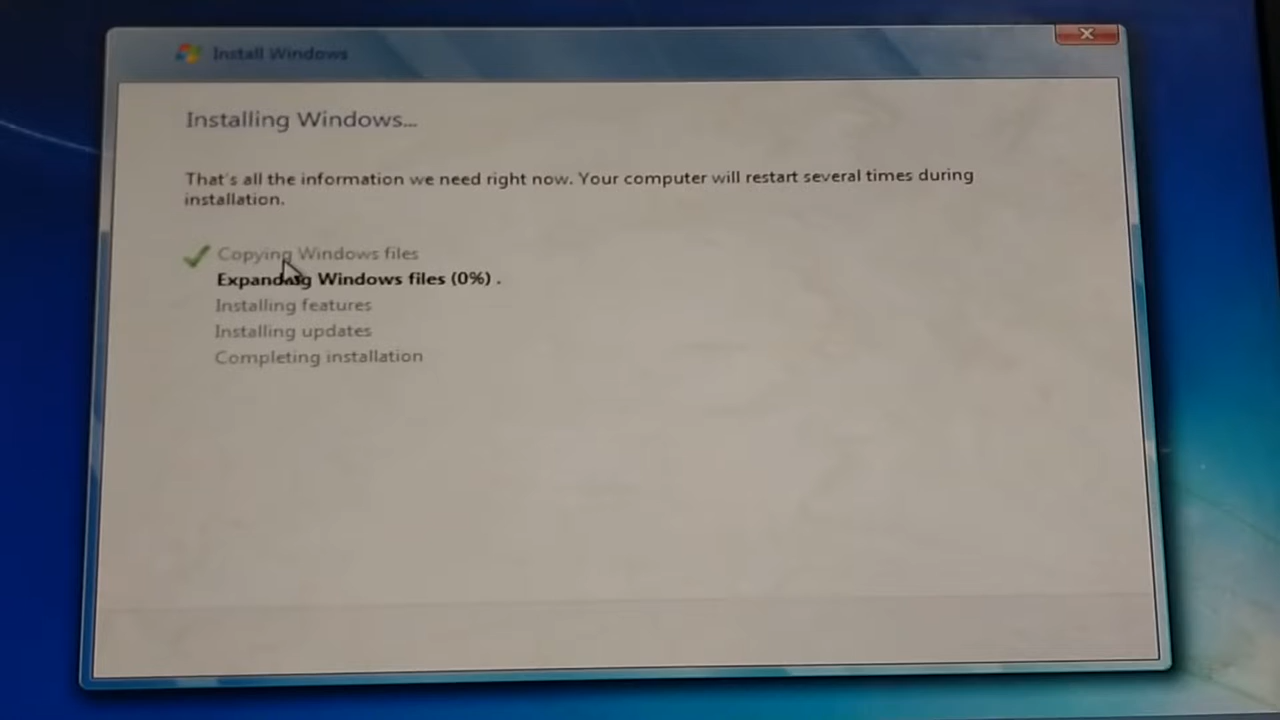 Install Windows
Installing Windows...
That's all the information we need right now. Your computer will restart several times during
installation.
Copying Windows files
Expanding Windows files (0%) .
Installing features
Installing updates
Completing installation